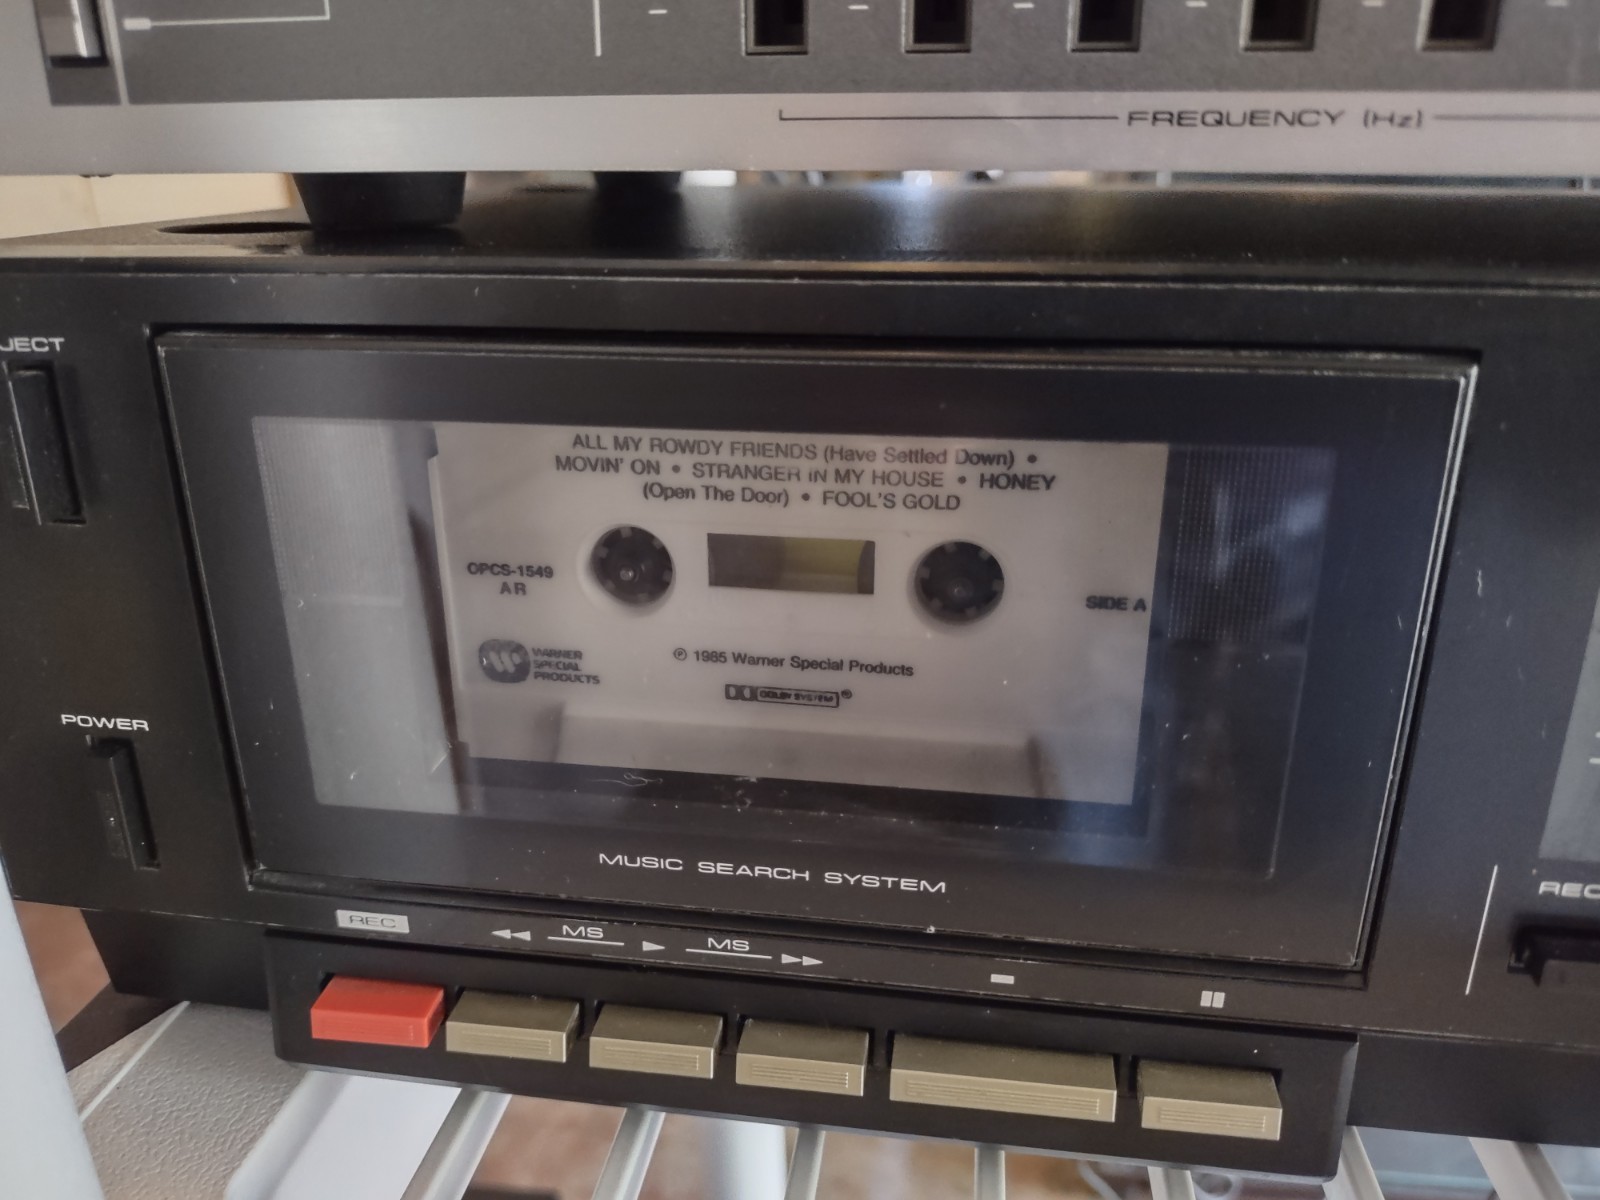 FREQUENCY (Hz)
JECT
ALL MY ROWDY FRIENDS (Have Settled Down) •
MOVIN' ON • STRANGER IN MY HOUSE • HONEY
(Open The Door) • FOOL'S GOLD
OPCS-1549
AR
SIDE A
WARNER
SPECIAL
PRODUCTS
℗ 1985 Warner Special Products
DOLBY SYSTEM ®
POWER
MUSIC SEARCH SYSTEM
REC
MS
MS
REC